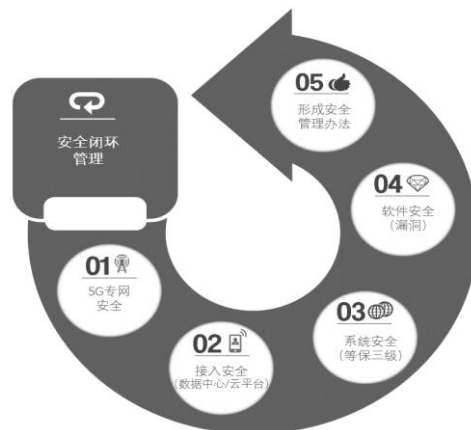 安全闭环
管理
01
5G专网
安全
02
接入安全
(数据中心/云平台)
03
系统安全
(等保三级)
04
软件安全
(漏洞)
05
形成安全
管理办法